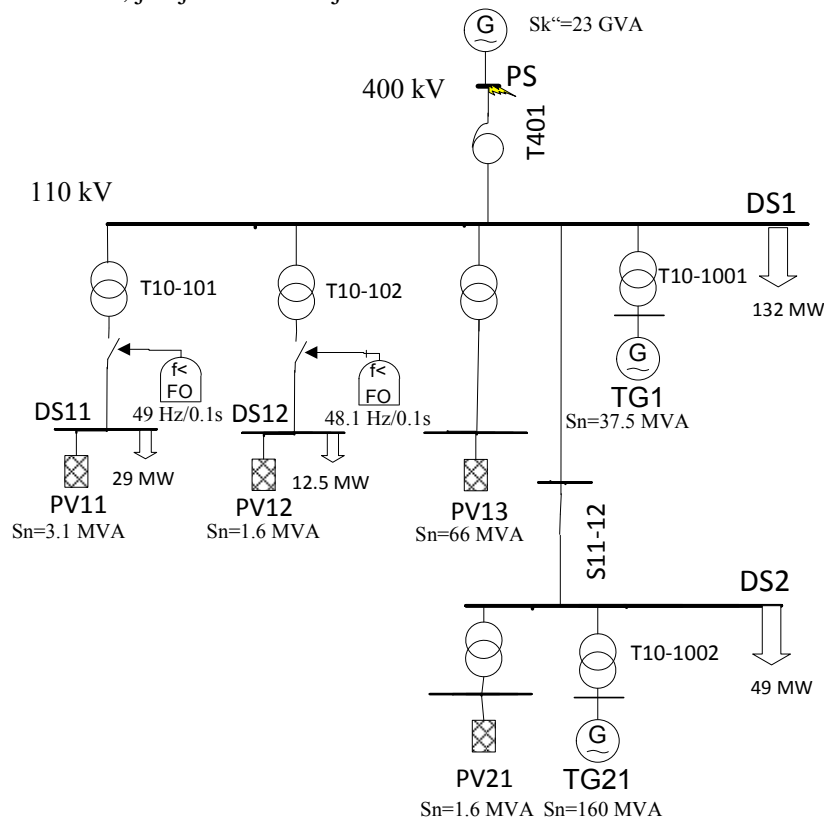 G
Sk“=23 GVA
PS
400 kV
T401
110 kV
DS1
T10-101
T10-102
T10-1001
132 MW
f<
FO
f<
FO
G
DS11
49 Hz/0.1s
DS12
48.1 Hz/0.1s
TG1
Sn=37.5 MVA
29 MW
12.5 MW
PV11
PV12
PV13
Sn=3.1 MVA
Sn=1.6 MVA
Sn=66 MVA
S11-12
DS2
T10-1002
49 MW
G
PV21
TG21
Sn=1.6 MVA
Sn=160 MVA